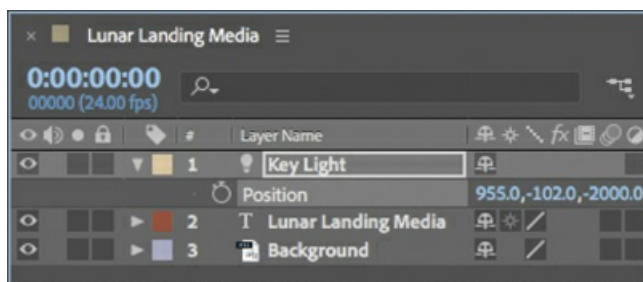 × Lunar Landing Media
0:00:00:00
00000 (24.00 fps)
# Layer Name fx
1 Key Light
Position 955.0,-102.0,-2000.0
2 T Lunar Landing Media
3 Background